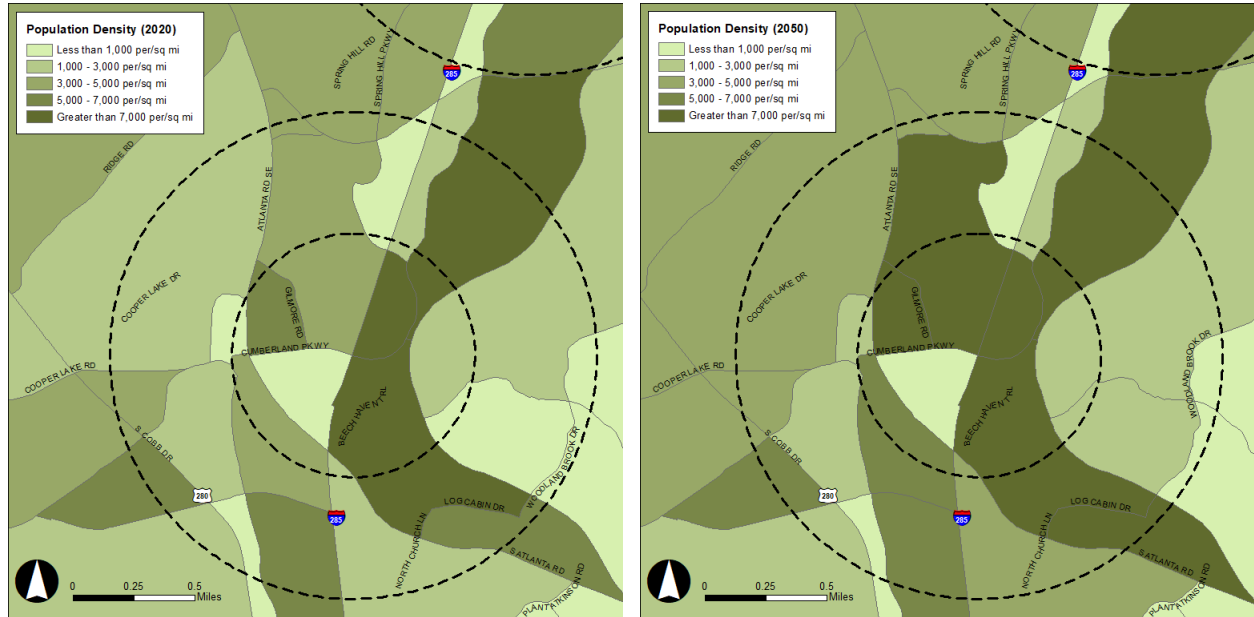 Population Density (2020)
Less than 1,000 per/sq mi
1,000 - 3,000 per/sq mi
3,000 - 5,000 per/sq mi
5,000 - 7,000 per/sq mi
Greater than 7,000 per/sq mi
SPRING HILL RD
SPRING HILL PKWY
285
RIDGE RD
ATLANTA RD SE
COOPER LAKE DR
GILMORE RD
CUMBERLAND PKWY
COOPER LAKE RD
BEECH HAVEN TRL
S COBB DR
WOODLAND BROOK DR
280
LOG CABIN DR
285
NORTH CHURCH LN
S ATLANTA RD
PLANT ATKINSON RD
0 0.25 0.5
Miles
Population Density (2050)
Less than 1,000 per/sq mi
1,000 - 3,000 per/sq mi
3,000 - 5,000 per/sq mi
5,000 - 7,000 per/sq mi
Greater than 7,000 per/sq mi
SPRING HILL RD
SPRING HILL PKWY
285
RIDGE RD
ATLANTA RD SE
COOPER LAKE DR
GILMORE RD
CUMBERLAND PKWY
WOODLAND BROOK DR
COOPER LAKE RD
BEECH HAVEN TRL
S COBB DR
280
LOG CABIN DR
285
NORTH CHURCH LN
S ATLANTA RD
PLANT ATKINSON RD
0 0.25 0.5
Miles